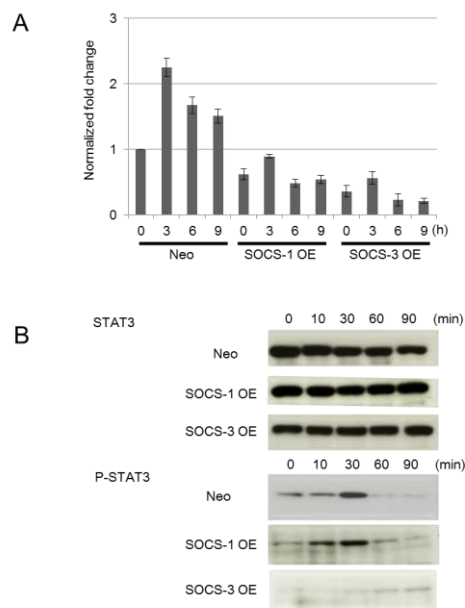 A
Normalized fold change
3
2
1
0
0 3 6 9 0 3 6 9 0 3 6 9 (h)
Neo SOCS-1 OE SOCS-3 OE
B
STAT3
0 10 30 60 90 (min)
Neo
SOCS-1 OE
SOCS-3 OE
P-STAT3
0 10 30 60 90 (min)
Neo
SOCS-1 OE
SOCS-3 OE